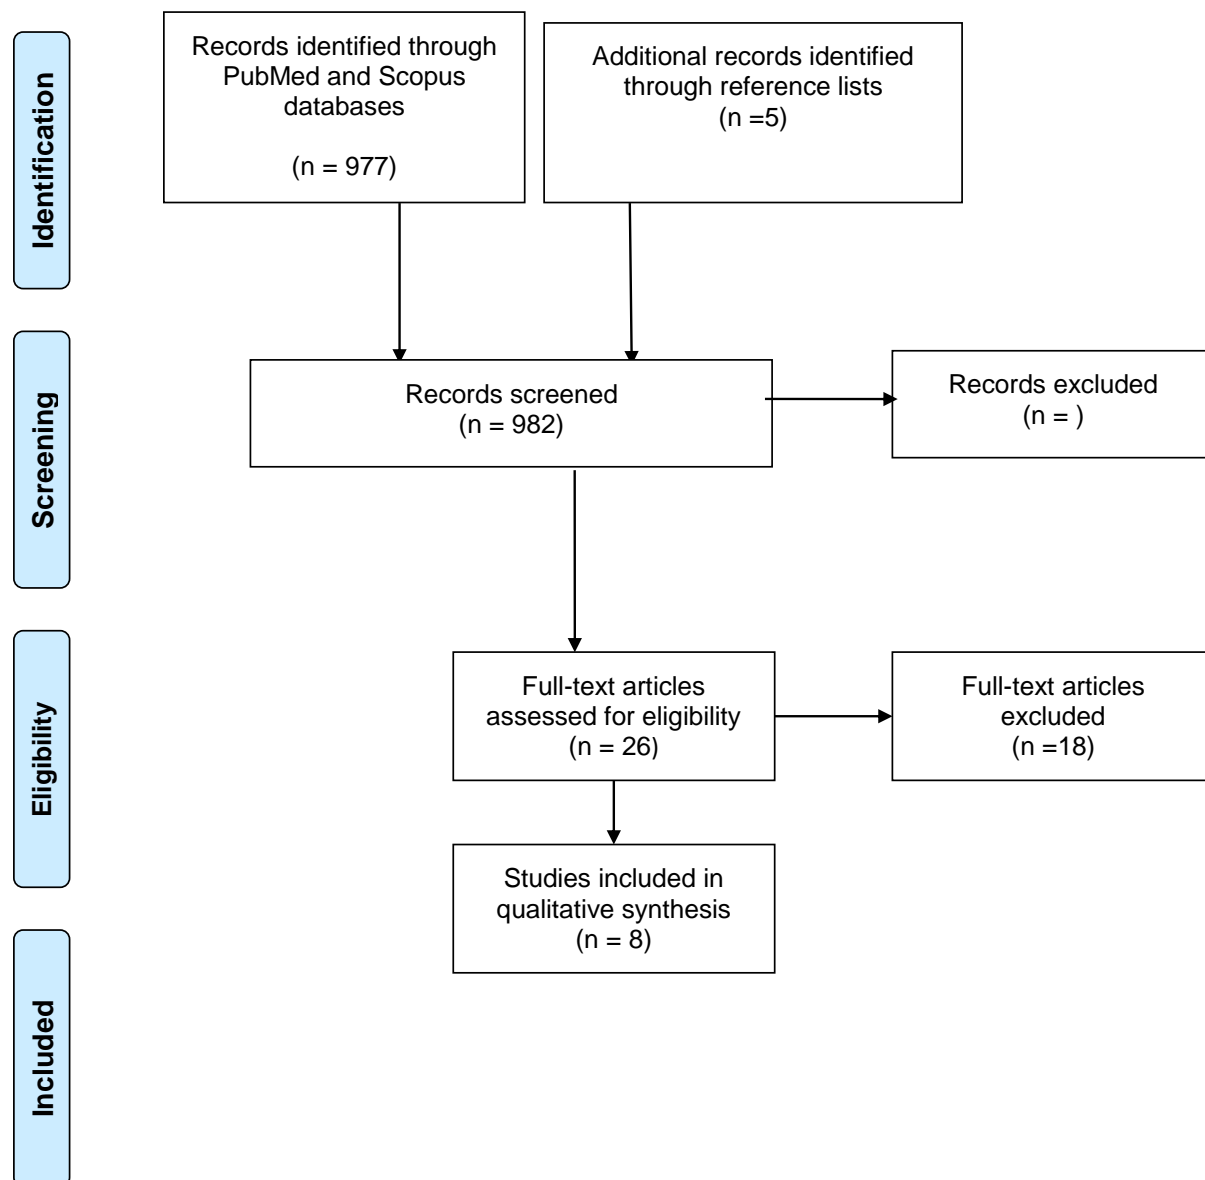 Identification
Records identified through
PubMed and Scopus
databases
(n = 977)
Additional records identified
through reference lists
(n =5)
Screening
Records screened
(n = 982)
Records excluded
(n = )
Eligibility
Full-text articles
assessed for eligibility
(n = 26)
Full-text articles
excluded
(n =18)
Studies included in
qualitative synthesis
(n = 8)
Included